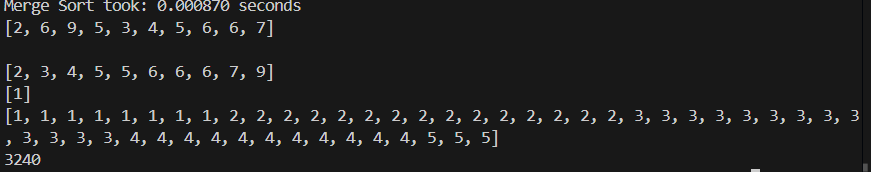 Merge Sort took: 0.000870 seconds
[2, 6, 9, 5, 3, 4, 5, 6, 6, 7]
[2, 3, 4, 5, 5, 6, 6, 6, 7, 9]
[1]
[1, 1, 1, 1, 1, 1, 1, 1, 2, 2, 2, 2, 2, 2, 2, 2, 2, 2, 2, 2, 2, 2, 2, 3, 3, 3, 3, 3, 3, 3, 3, 3
, 3, 3, 3, 3, 4, 4, 4, 4, 4, 4, 4, 4, 4, 4, 4, 5, 5, 5]
3240